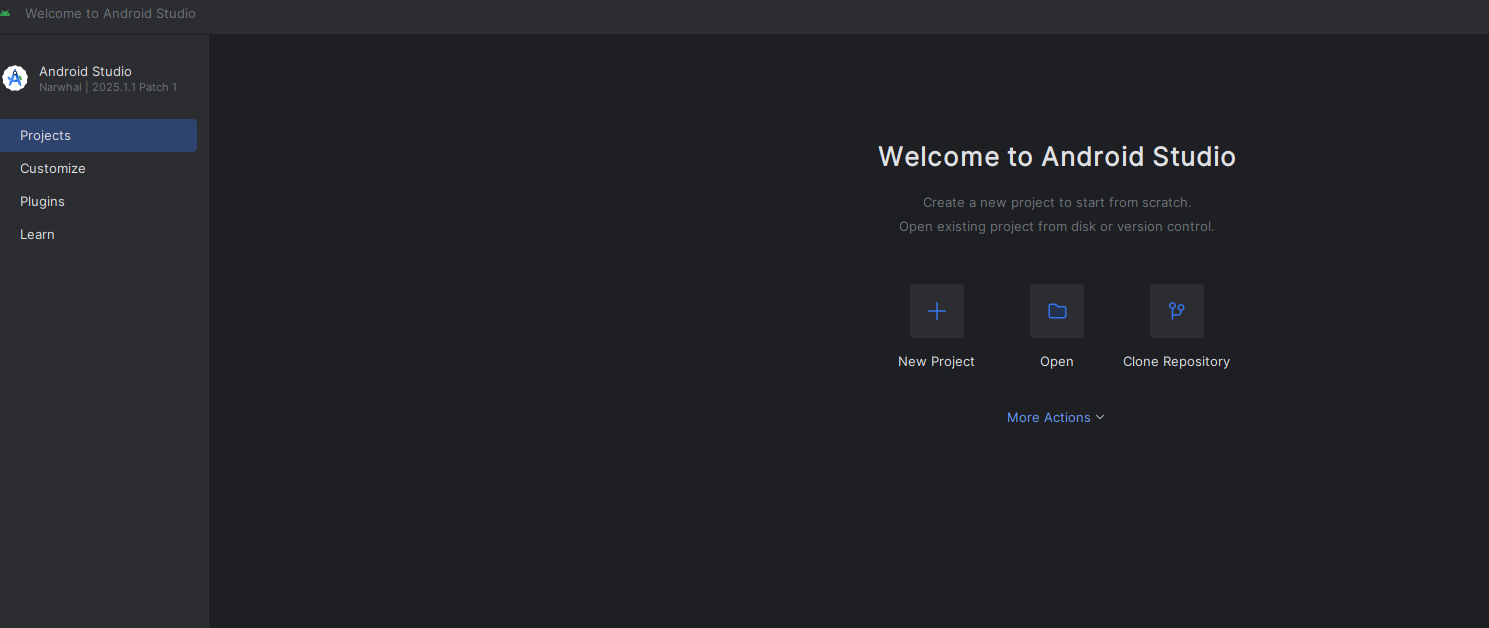 Welcome to Android Studio
Android Studio
Narwhal | 2025.1.1 Patch 1
Projects
Customize
Plugins
Learn
Welcome to Android Studio
Create a new project to start from scratch.
Open existing project from disk or version control.
New Project
Open
Clone Repository
More Actions